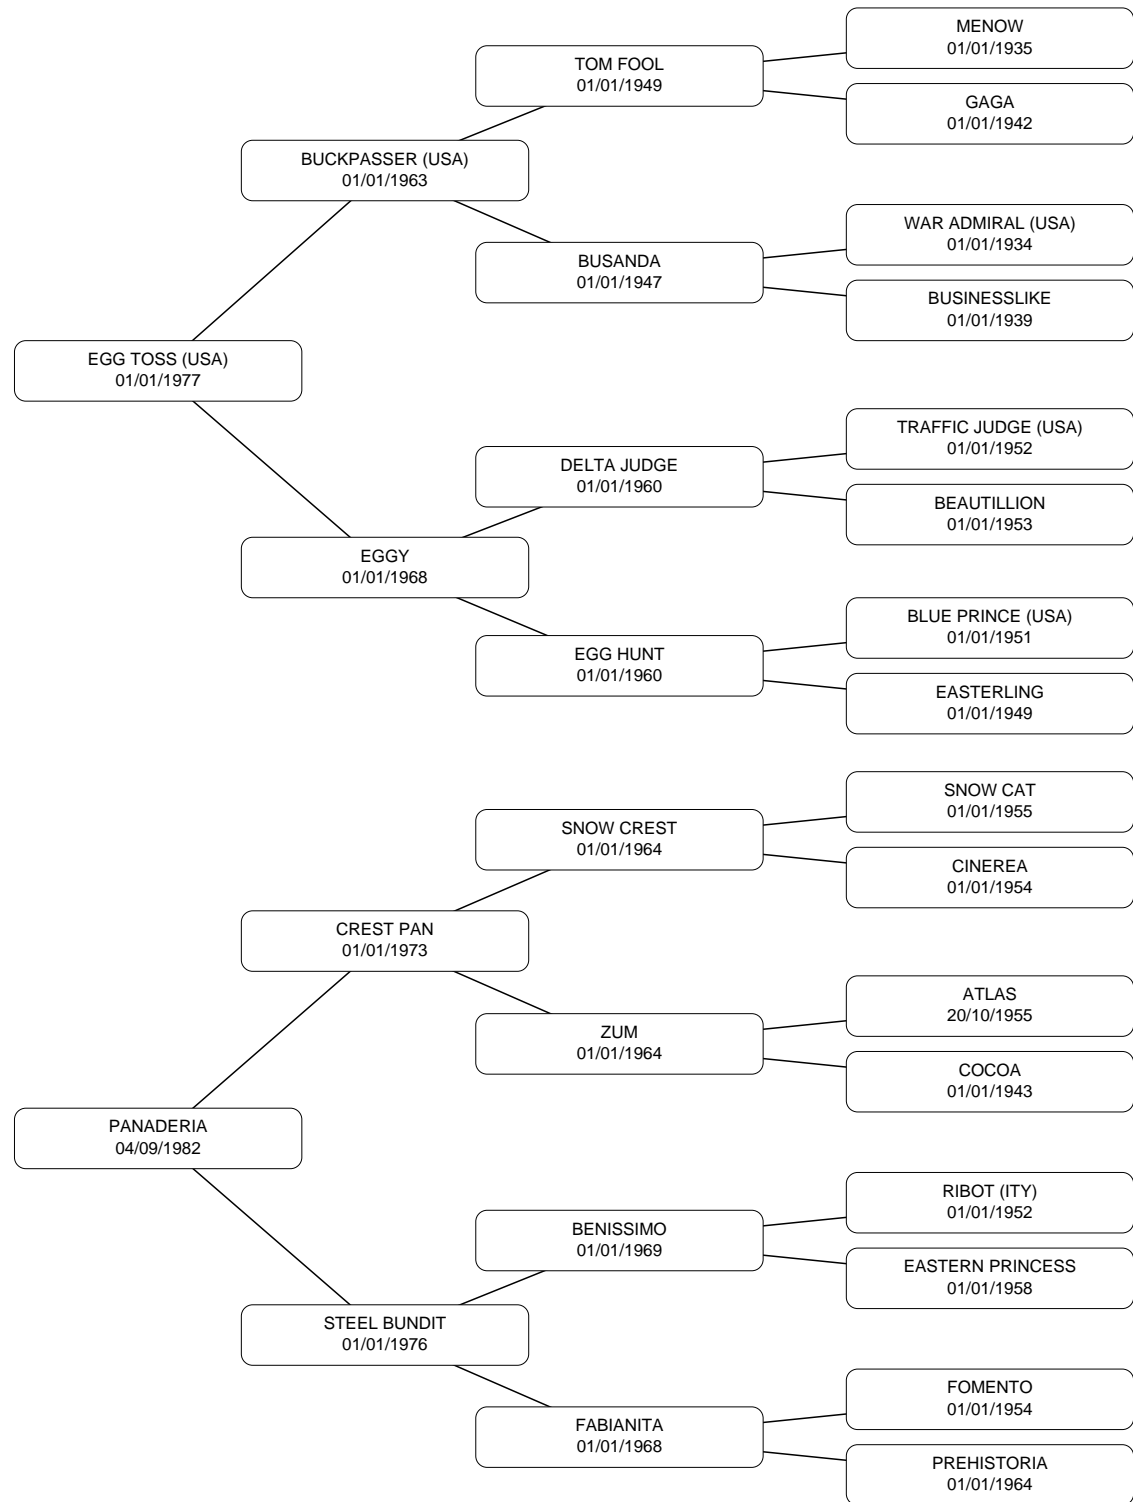 MENOW
01/01/1935
TOM FOOL
01/01/1949
GAGA
01/01/1942
BUCKPASSER (USA)
01/01/1963
WAR ADMIRAL (USA)
01/01/1934
BUSANDA
01/01/1947
BUSINESSLIKE
01/01/1939
EGG TOSS (USA)
01/01/1977
TRAFFIC JUDGE (USA)
01/01/1952
DELTA JUDGE
01/01/1960
BEAUTILLION
01/01/1953
EGGY
01/01/1968
BLUE PRINCE (USA)
01/01/1951
EGG HUNT
01/01/1960
EASTERLING
01/01/1949
SNOW CAT
01/01/1955
SNOW CREST
01/01/1964
CINEREA
01/01/1954
CREST PAN
01/01/1973
ATLAS
20/10/1955
ZUM
01/01/1964
COCOA
01/01/1943
PANADERIA
04/09/1982
RIBOT (ITY)
01/01/1952
BENISSIMO
01/01/1969
EASTERN PRINCESS
01/01/1958
STEEL BUNDIT
01/01/1976
FOMENTO
01/01/1954
FABIANITA
01/01/1968
PREHISTORIA
01/01/1964